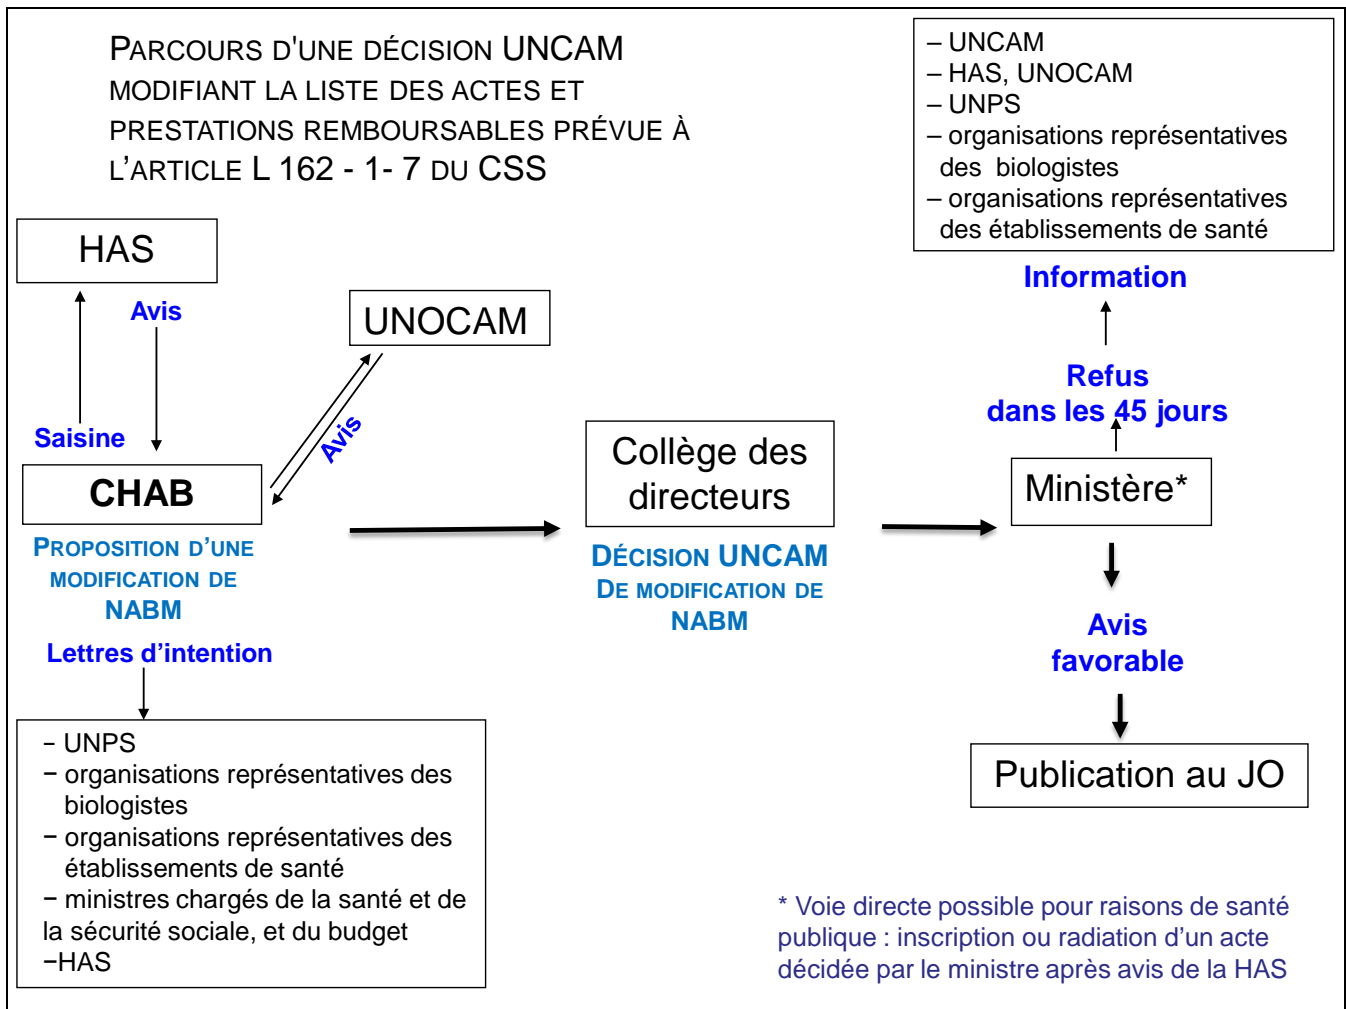 PARCOURS D'UNE DÉCISION UNCAM
MODIFIANT LA LISTE DES ACTES ET
PRESTATIONS REMBOURSABLES PRÉVUE À
L'ARTICLE L 162 - 1- 7 DU CSS
– UNCAM
– HAS, UNOCAM
– UNPS
– organisations représentatives
des biologistes
– organisations représentatives
des établissements de santé
Information
Refus
dans les 45 jours
HAS
Avis
Saisine
UNOCAM
Avis
CHAB
PROPOSITION D'UNE
MODIFICATION DE
NABM
Lettres d'intention
– UNPS
− organisations représentatives des
biologistes
− organisations représentatives des
établissements de santé
− ministres chargés de la santé et de
la sécurité sociale, et du budget
−HAS
Collège des
directeurs
DÉCISION UNCAM
DE MODIFICATION DE
NABM
Ministère*
Avis
favorable
Publication au JO
* Voie directe possible pour raisons de santé
publique : inscription ou radiation d'un acte
décidée par le ministre après avis de la HAS